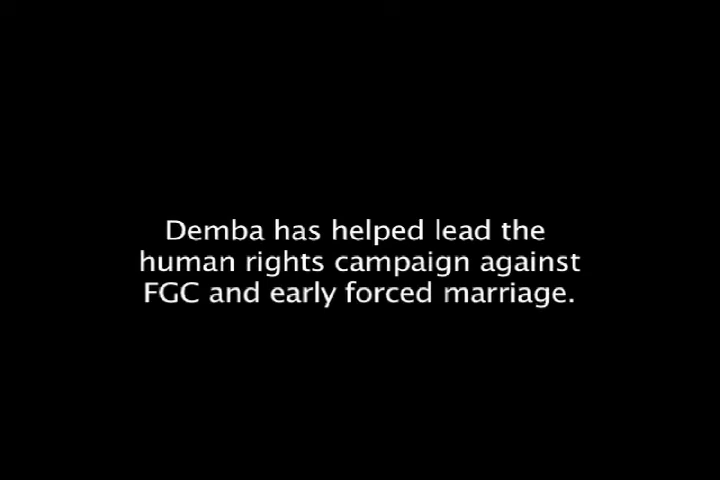 Demba has helped lead the
human rights campaign against
FGC and early forced marriage.